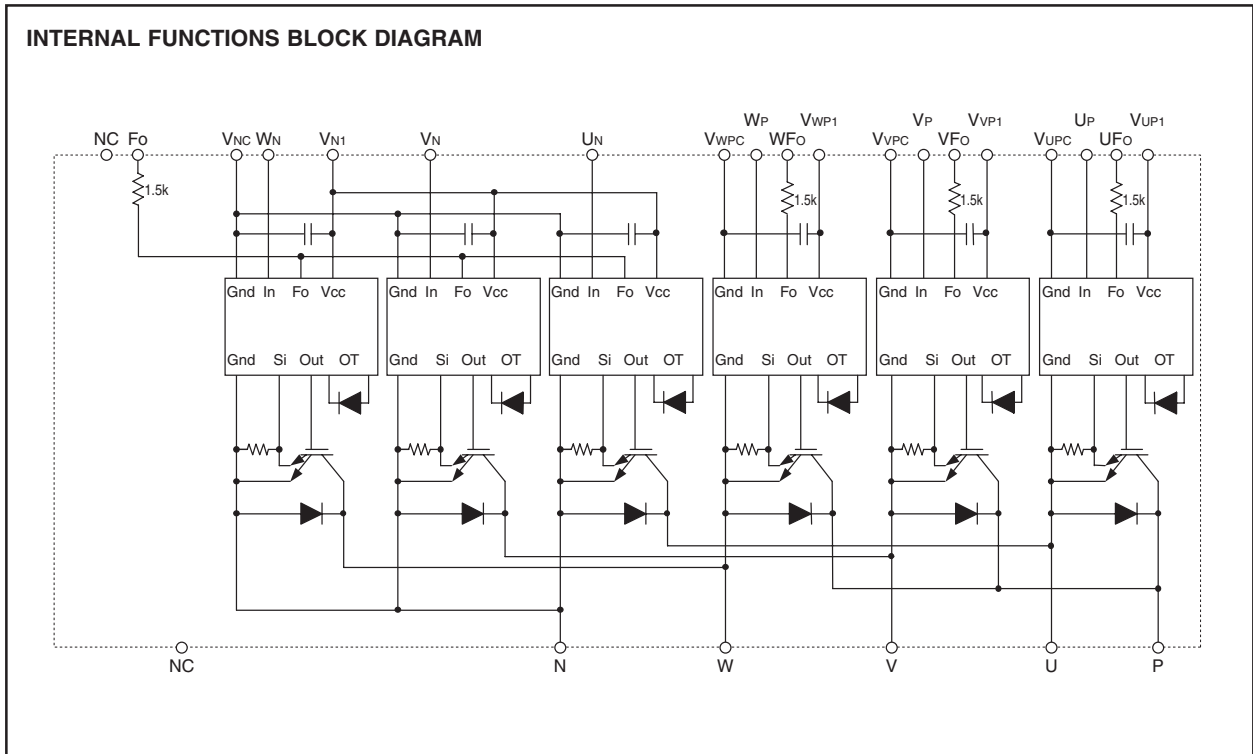 INTERNAL FUNCTIONS BLOCK DIAGRAM
WP VWP1 VP VVP1 UP VUP1
NC Fo VNC WN VN1 VN UN VWPC WFO VVPC VFO VUPC UFO
1.5k 1.5k 1.5k 1.5k
Gnd In Fo Vcc Gnd In Fo Vcc Gnd In Fo Vcc Gnd In Fo Vcc Gnd In Fo Vcc Gnd In Fo Vcc
Gnd Si Out OT Gnd Si Out OT Gnd Si Out OT Gnd Si Out OT Gnd Si Out OT Gnd Si Out OT
NC N W V U P